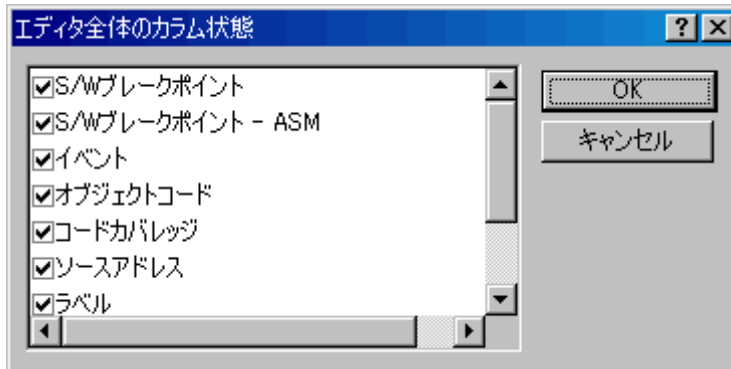 エディタ全体のカラム状態
S/Wブレークポイント
S/Wブレークポイント - ASM
イベント
オブジェクトコード
コードカバレッジ
ソースアドレス
ラベル
OK
キャンセル